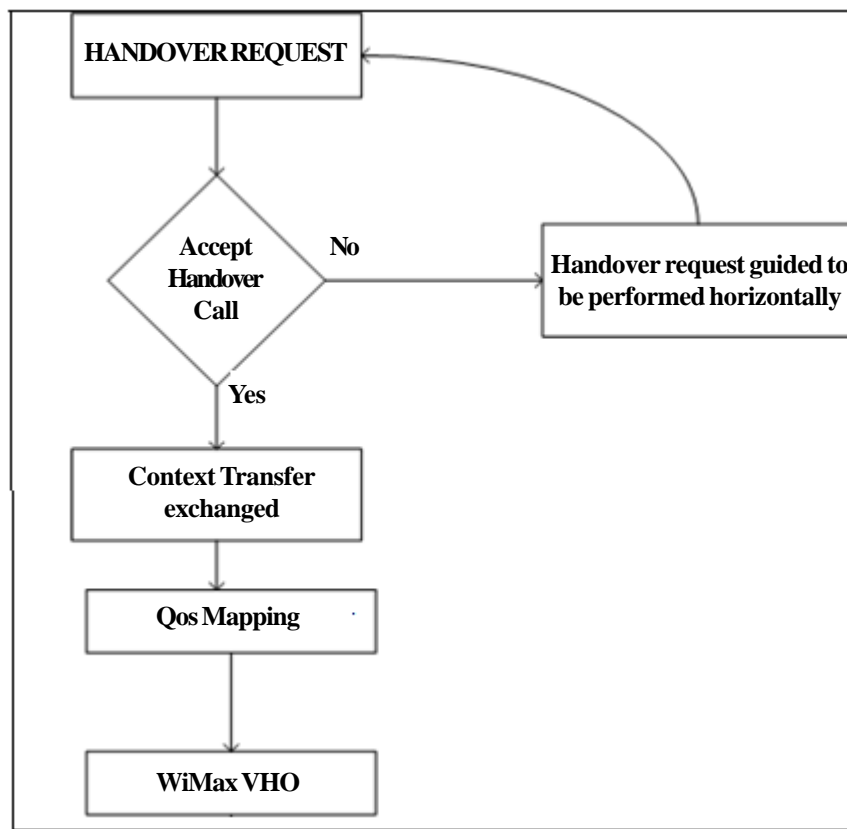 HANDOVER REQUEST
Accept
Handover
Call
No
Handover request guided to
be performed horizontally
Yes
Context Transfer
exchanged
Qos Mapping
WiMax VHO